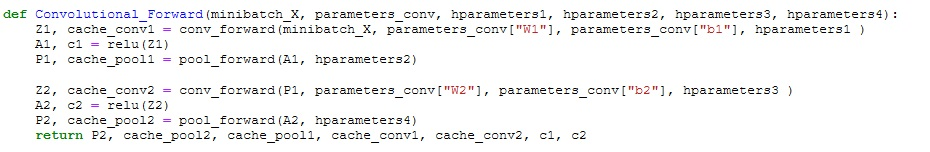 def Convolutional_Forward(minibatch_X, parameters_conv, hparameters1, hparameters2, hparameters3, hparameters4):
    Z1, cache_conv1 = conv_forward(minibatch_X, parameters_conv["W1"], parameters_conv["b1"], hparameters1 )
    A1, c1 = relu(Z1)
    P1, cache_pool1 = pool_forward(A1, hparameters2)

    Z2, cache_conv2 = conv_forward(P1, parameters_conv["W2"], parameters_conv["b2"], hparameters3 )
    A2, c2 = relu(Z2)
    P2, cache_pool2 = pool_forward(A2, hparameters4)
    return P2, cache_pool2, cache_pool1, cache_conv1, cache_conv2, c1, c2